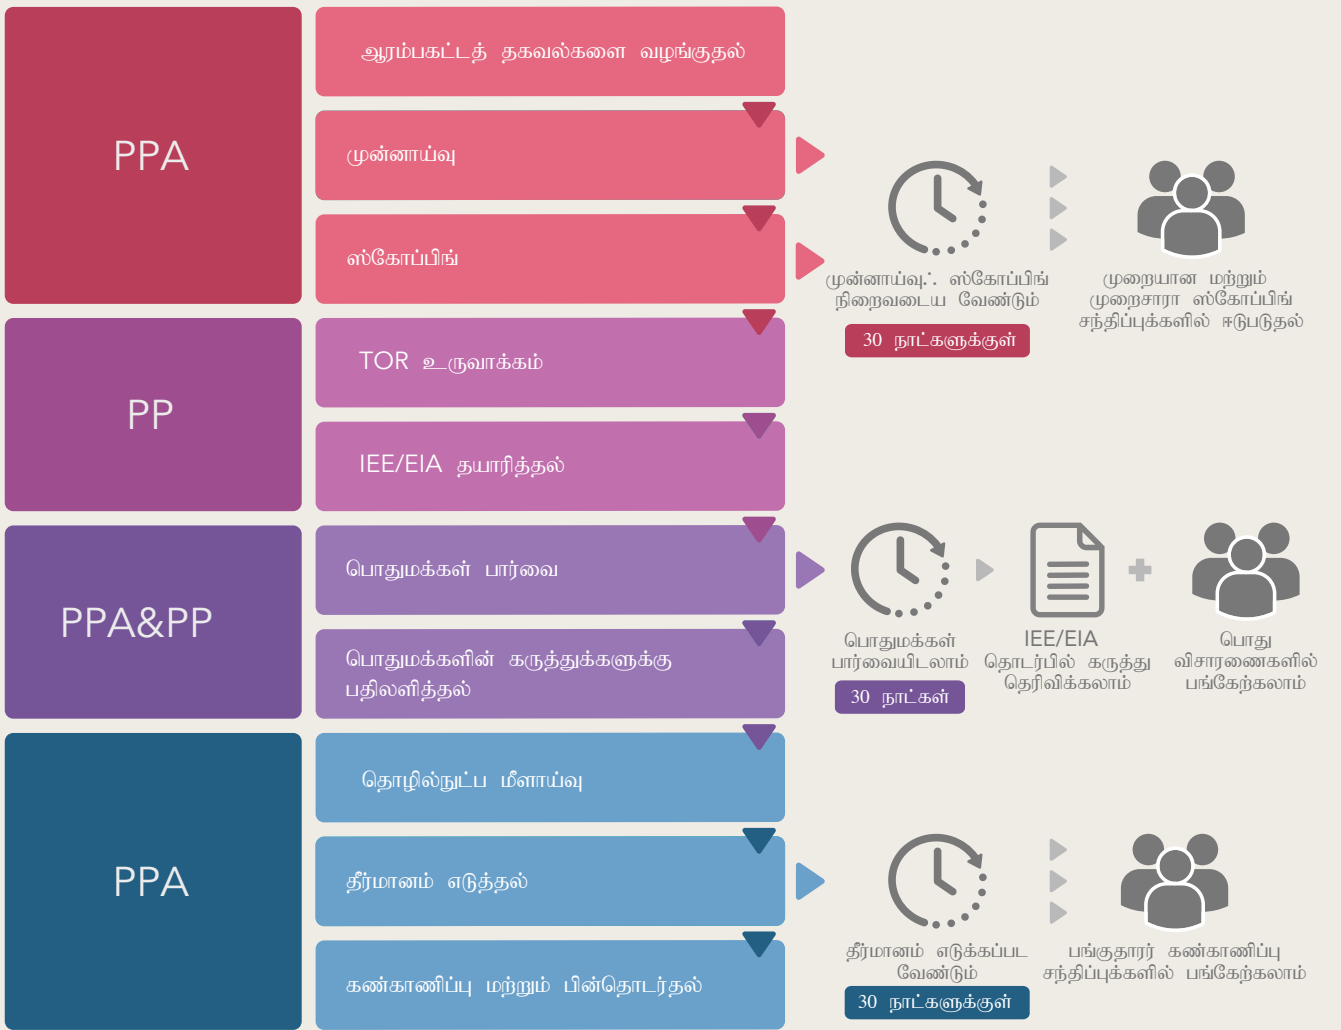 PPA
ஆரம்பகட்டத் தகவல்களை வழங்குதல்
முன்னாய்வு
ஸ்கோப்பிங்
முன்னாய்வு∴ ஸ்கோப்பிங்
நிறைவடைய வேண்டும்
30 நாட்களுக்குள்
முறையான மற்றும்
முறைசாரா ஸ்கோப்பிங்
சந்திப்புக்களில் ஈடுபடுதல்
PP
TOR உருவாக்கம்
IEE/EIA தயாரித்தல்
PPA&PP
பொதுமக்கள் பார்வை
பொதுமக்களின் கருத்துக்களுக்கு
பதிலளித்தல்
பொதுமக்கள்
பார்வையிடலாம்
30 நாட்கள்
IEE/EIA
தொடர்பில் கருத்து
தெரிவிக்கலாம்
பொது
விசாரணைகளில்
பங்கேற்கலாம்
PPA
தொழில்நுட்ப மீளாய்வு
தீர்மானம் எடுத்தல்
கண்காணிப்பு மற்றும் பின்தொடர்தல்
தீர்மானம் எடுக்கப்பட
வேண்டும்
30 நாட்களுக்குள்
பங்குதாரர் கண்காணிப்பு
சந்திப்புக்களில் பங்கேற்கலாம்